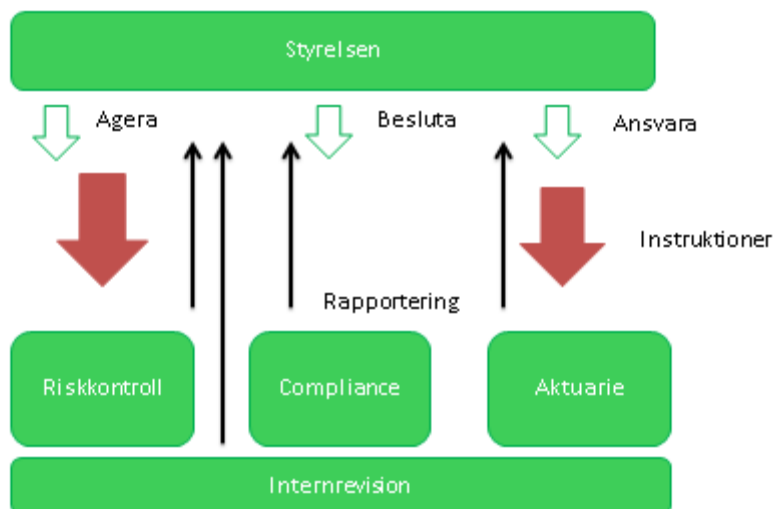 Styrelsen
Agera
Besluta
Ansvara
Instruktioner
Rapportering
Riskkontroll
Compliance
Aktuarie
Internrevision